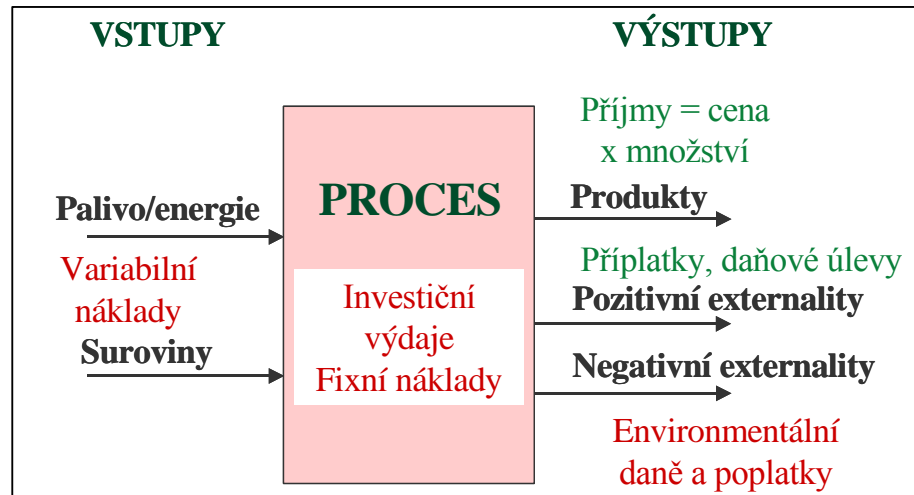 VSTUPY
VÝSTUPY
Příjmy = cena
x množství
PROCES
Palivo/energie
Produkty
Variabilní
náklady
Příplatky, daňové úlevy
Investiční
výdaje
Fixní náklady
Pozitivní externality
Suroviny
Negativní externality
Environmentální
daně a poplatky